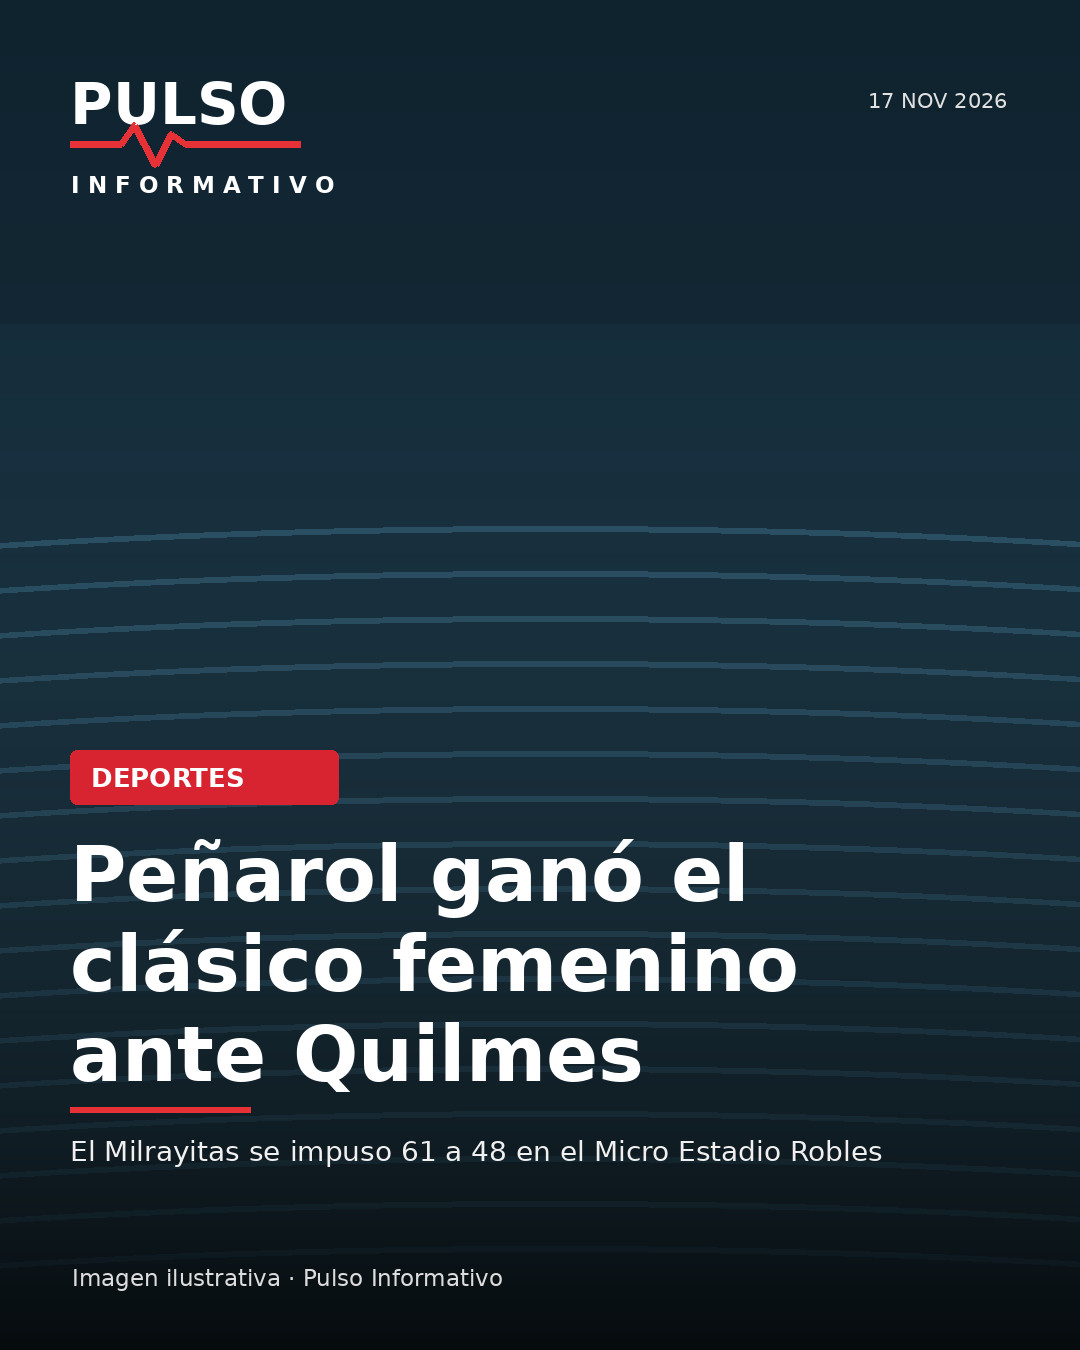 PULSO
INFORMATIVO
17 NOV 2026
DEPORTES
Peñarol ganó el
clásico femenino
ante Quilmes
El Milrayitas se impuso 61 a 48 en el Micro Estadio Robles
Imagen ilustrativa · Pulso Informativo